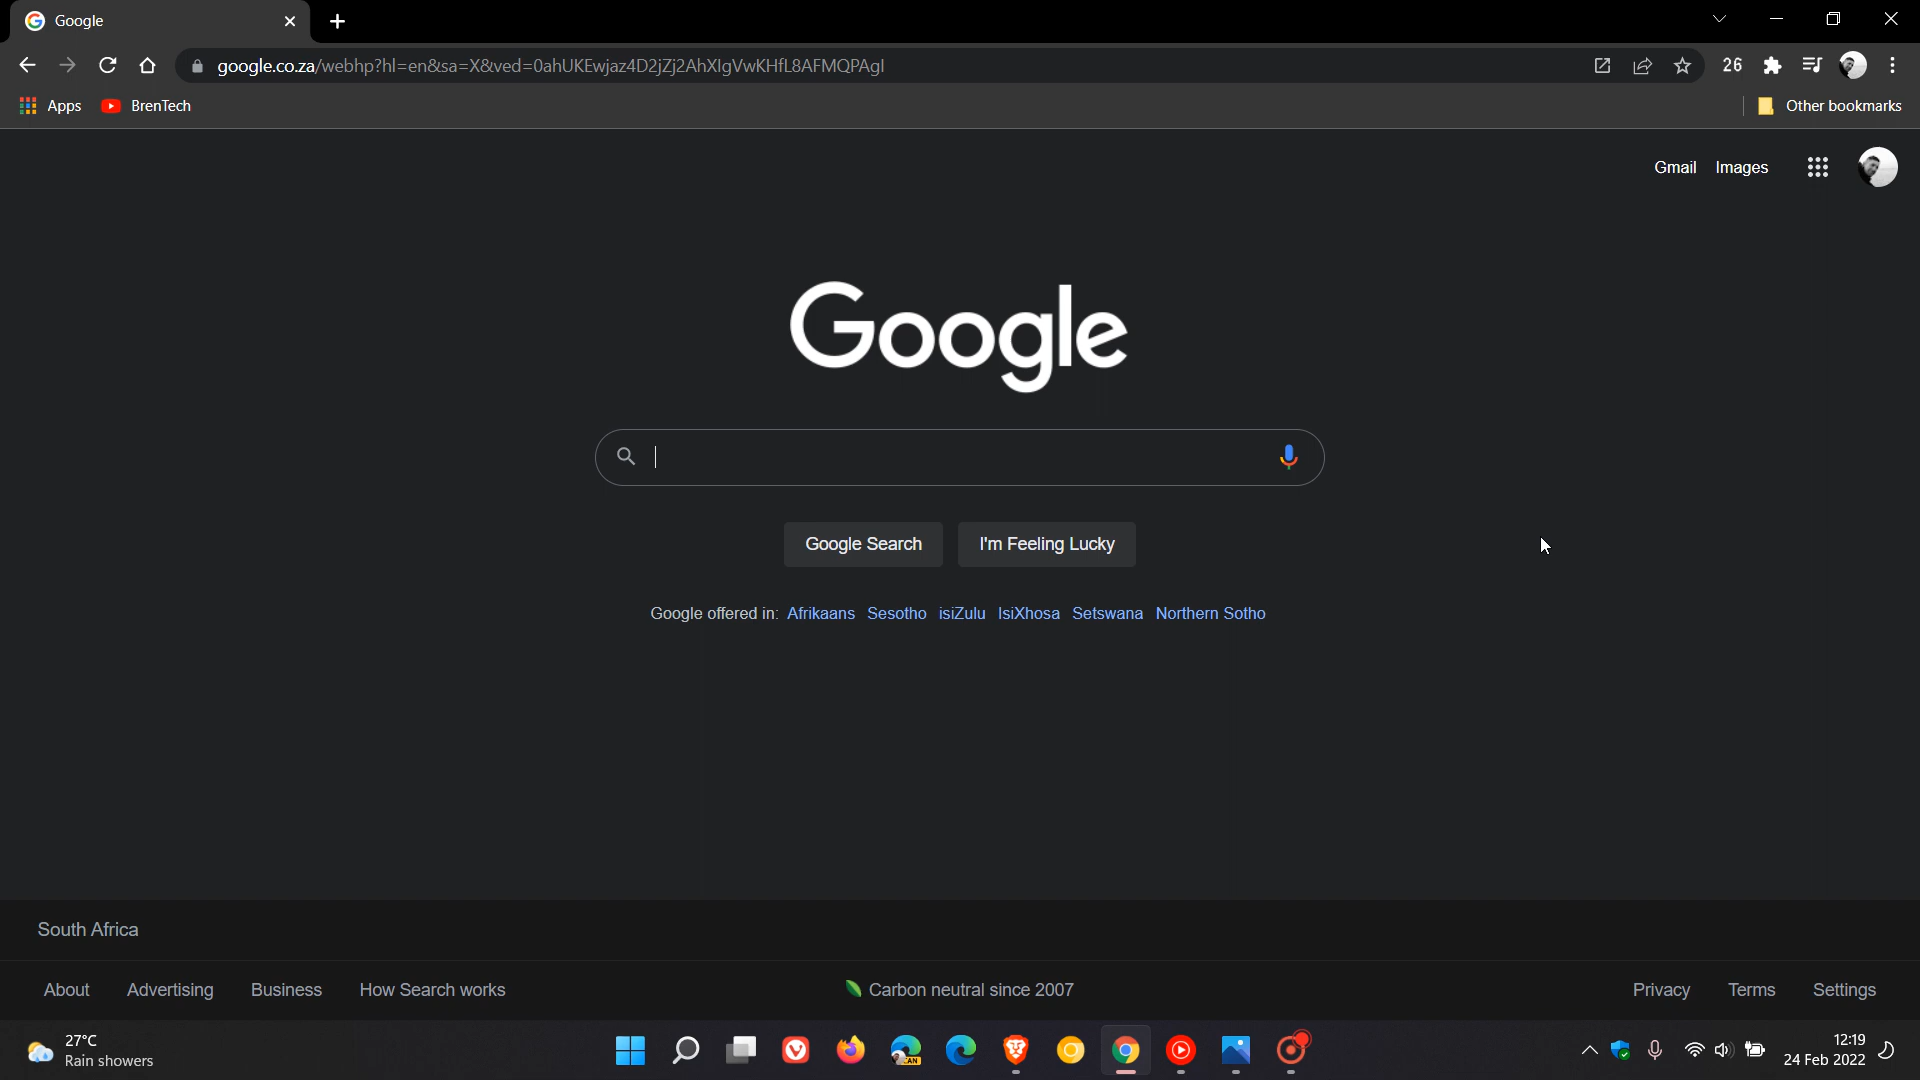 Google
google.co.za/webhp?hl=en&sa=X&ved=0ahUKEwjaz4D2jZj2AhXIgVwKHfL8AFMQPAgI
26
Apps BrenTech Other bookmarks
Gmail Images
Google
Google Search I'm Feeling Lucky
Google offered in: Afrikaans Sesotho isiZulu IsiXhosa Setswana Northern Sotho
South Africa
About Advertising Business How Search works Carbon neutral since 2007 Privacy Terms Settings
27°C
Rain showers
CAN
12:19
24 Feb 2022